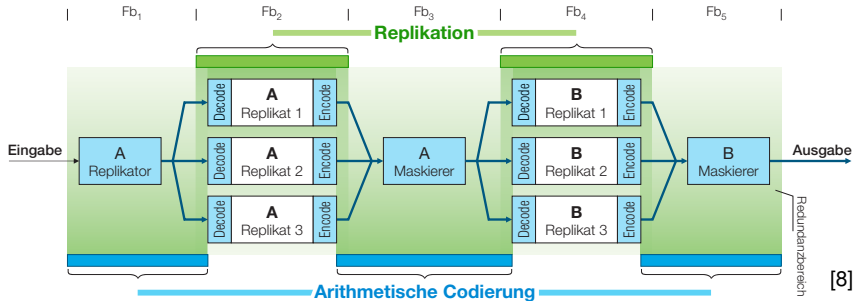 Fb₁ Fb₂ Fb₃ Fb₄ Fb₅
Replikation
Decode A Replikat 1 Encode
Decode B Replikat 1 Encode
Eingabe
A Replikator
Decode A Replikat 2 Encode
A Maskierer
Decode B Replikat 2 Encode
B Maskierer
Ausgabe
Decode A Replikat 3 Encode
Decode B Replikat 3 Encode
Redundanzbereich
[8]
Arithmetische Codierung